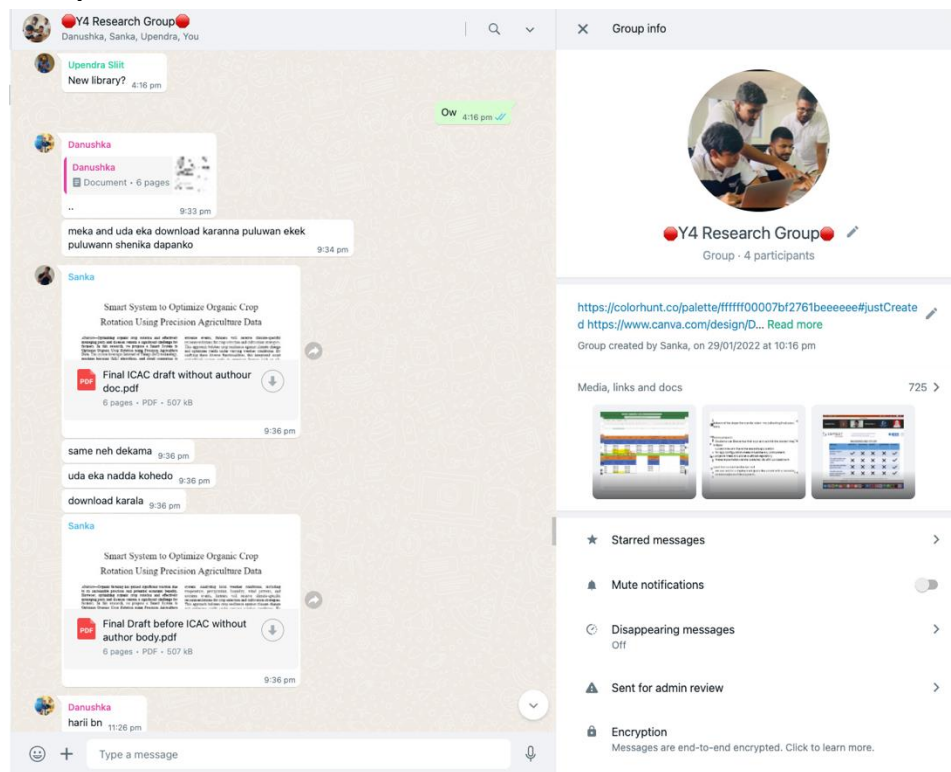 🔴Y4 Research Group🔴
Danushka, Sanka, Upendra, You
Upendra Sliit
New library? 4:16 pm
Ow 4:16 pm
Danushka
Danushka
Document • 6 pages
..
9:33 pm
meka and uda eka download karanna puluwan ekek
puluwann shenika dapanko
9:34 pm
Sanka
Smart System to Optimize Organic Crop
Rotation Using Precision Agriculture Data
PDF
Final ICAC draft without authour
doc.pdf
6 pages • PDF • 507 kB
9:36 pm
same neh dekama 9:36 pm
uda eka nadda kohedo 9:36 pm
download karala 9:36 pm
Sanka
Smart System to Optimize Organic Crop
Rotation Using Precision Agriculture Data
PDF
Final Draft before ICAC without
author body.pdf
6 pages • PDF • 507 kB
9:36 pm
Danushka
harii bn 11:26 pm
Type a message
Group info
🔴Y4 Research Group🔴
Group · 4 participants
https://colorhunt.co/palette/ffffff00007bf2761beeeeee#justCreate
d https://www.canva.com/design/D... Read more
Group created by Sanka, on 29/01/2022 at 10:16 pm
Media, links and docs 725
Starred messages
Mute notifications
Disappearing messages
Off
Sent for admin review
Encryption
Messages are end-to-end encrypted. Click to learn more.